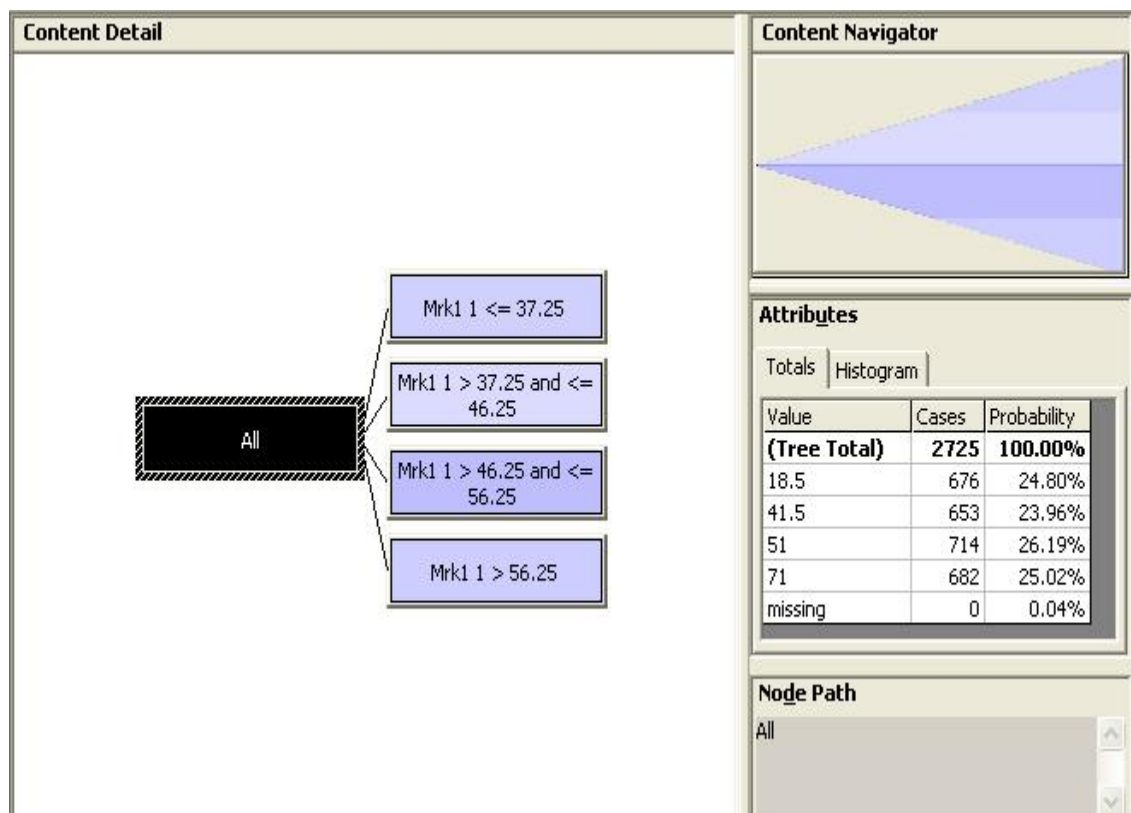 Content Detail
Mrk1 1 <= 37.25
Mrk1 1 > 37.25 and <=
46.25
All
Mrk1 1 > 46.25 and <=
56.25
Mrk1 1 > 56.25
Content Navigator
Attributes
Totals Histogram
Value Cases Probability
(Tree Total) 2725 100.00%
18.5 676 24.80%
41.5 653 23.96%
51 714 26.19%
71 682 25.02%
missing 0 0.04%
Node Path
All